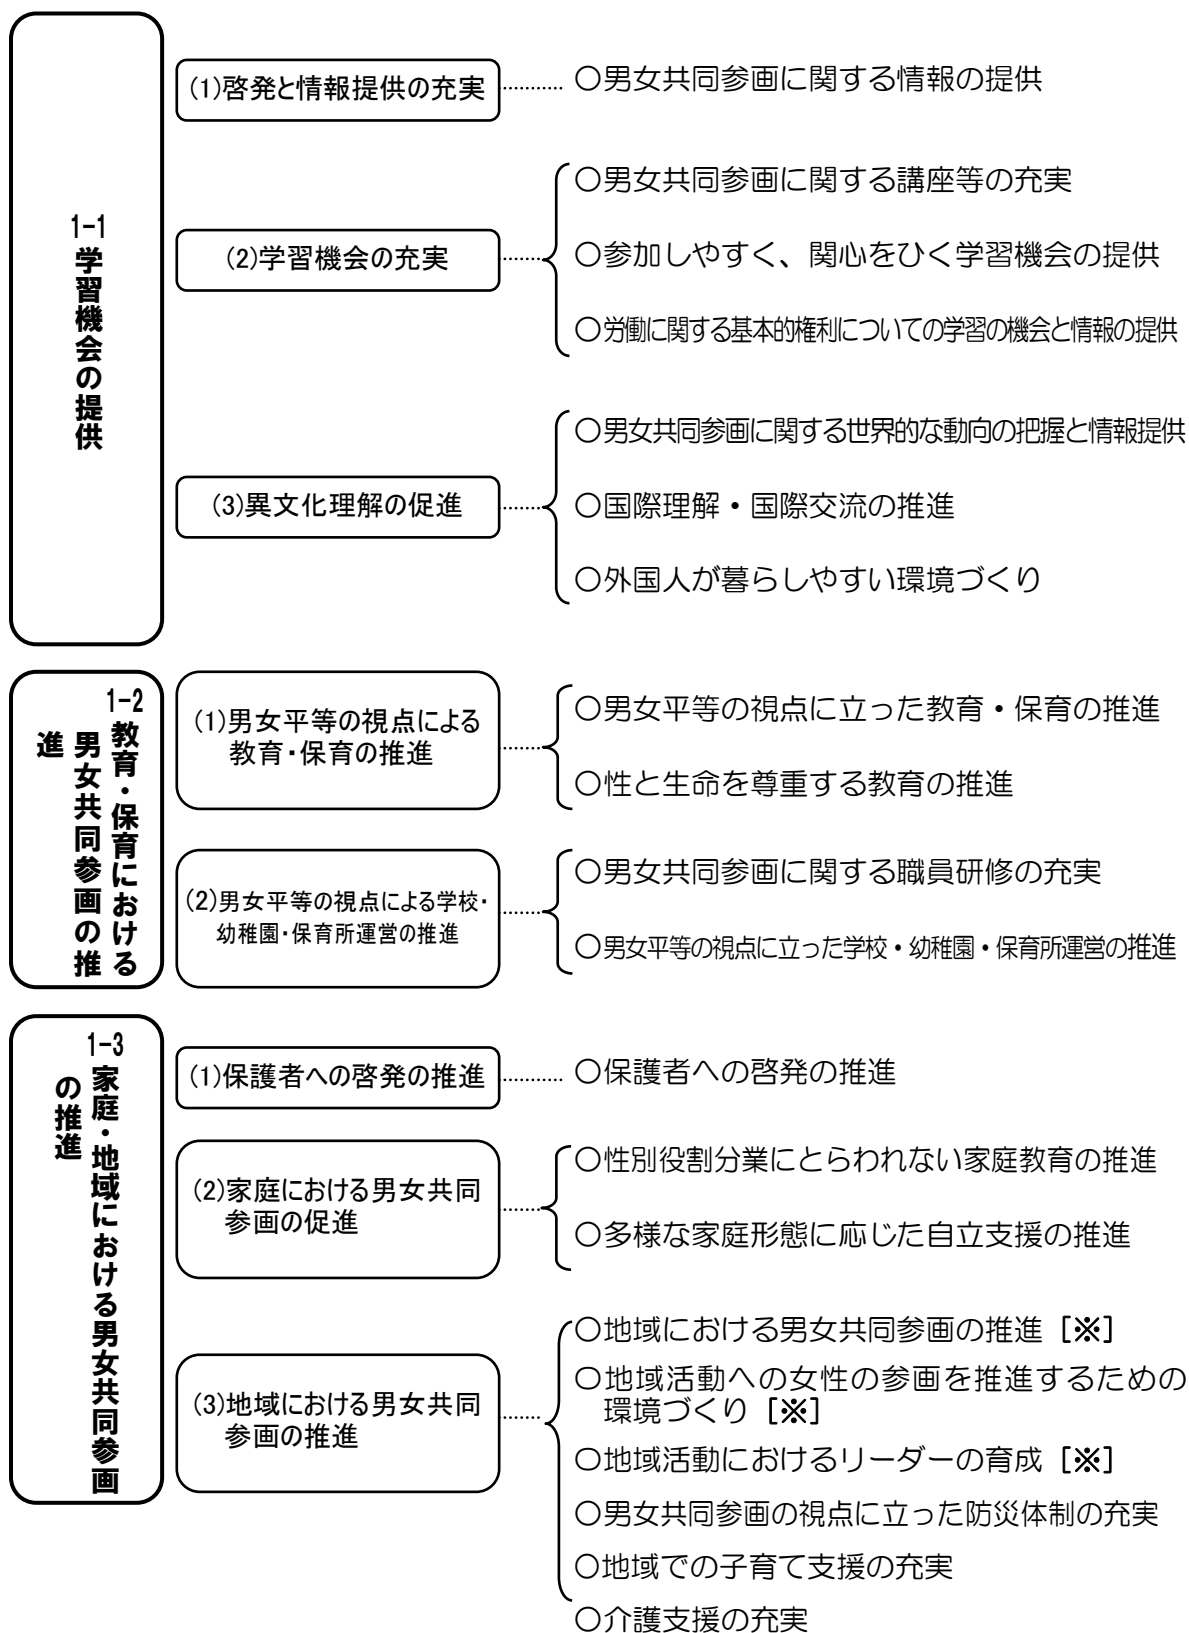 1-1
学習機会の提供
(1)啓発と情報提供の充実
○男女共同参画に関する情報の提供
(2)学習機会の充実
○男女共同参画に関する講座等の充実
○参加しやすく、関心をひく学習機会の提供
○労働に関する基本的権利についての学習の機会と情報の提供
(3)異文化理解の促進
○男女共同参画に関する世界的な動向の把握と情報提供
○国際理解・国際交流の推進
○外国人が暮らしやすい環境づくり
1-2
教育・保育における
男女共同参画の推
進
(1)男女平等の視点による
教育・保育の推進
○男女平等の視点に立った教育・保育の推進
○性と生命を尊重する教育の推進
(2)男女平等の視点による学校・
幼稚園・保育所運営の推進
○男女共同参画に関する職員研修の充実
○男女平等の視点に立った学校・幼稚園・保育所運営の推進
1-3
家庭・地域における男女共同参画
の推進
(1)保護者への啓発の推進
○保護者への啓発の推進
(2)家庭における男女共同
参画の促進
○性別役割分業にとらわれない家庭教育の推進
○多様な家庭形態に応じた自立支援の推進
(3)地域における男女共同
参画の推進
○地域における男女共同参画の推進［※］
○地域活動への女性の参画を推進するための
環境づくり［※］
○地域活動におけるリーダーの育成［※］
○男女共同参画の視点に立った防災体制の充実
○地域での子育て支援の充実
○介護支援の充実